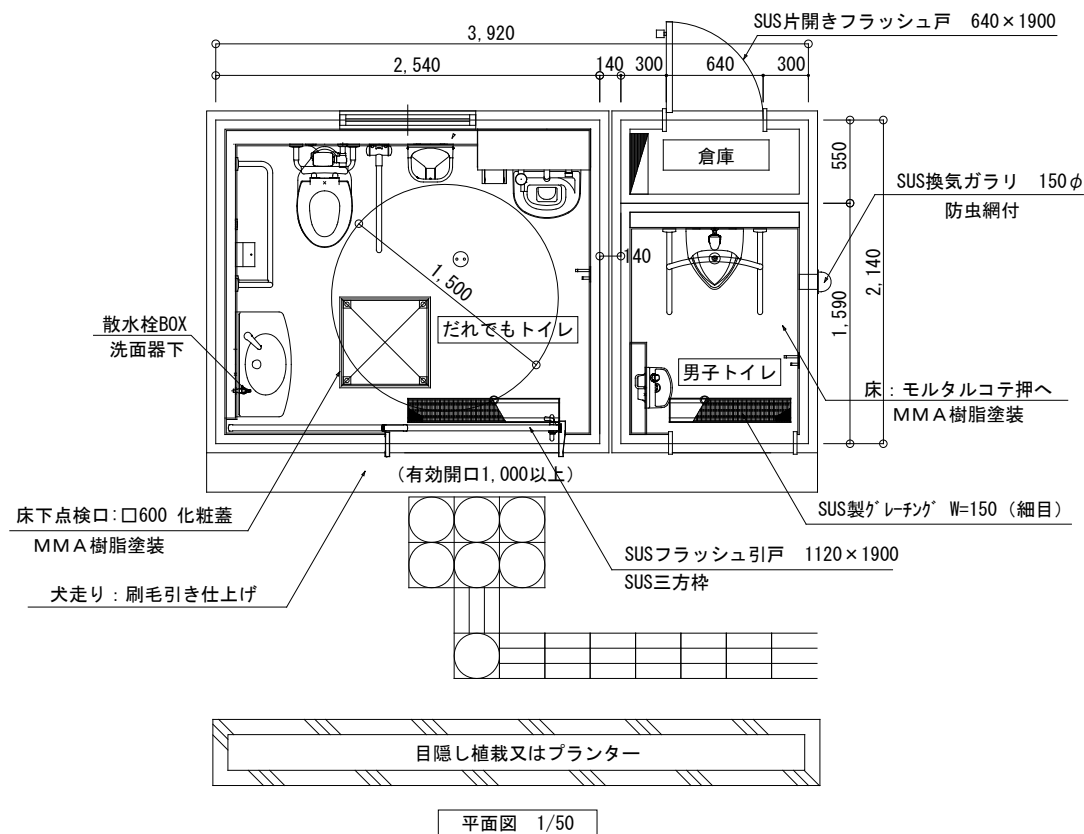 SUS片開きフラッシュ戸 640×1900
3,920
2,540
140
300
640
300
倉庫
550
SUS換気ガラリ 150φ
防虫網付
140
1,500
2,140
1,590
散水栓BOX
洗面器下
だれでもトイレ
男子トイレ
床：モルタルコテ押へ
MMA樹脂塗装
(有効開口1,000以上)
床下点検口:□600 化粧蓋
MMA樹脂塗装
SUS製グレーチング W=150 (細目)
SUSフラッシュ引戸 1120×1900
SUS三方枠
犬走り：刷毛引き仕上げ
目隠し植栽又はプランター
平面図 1/50